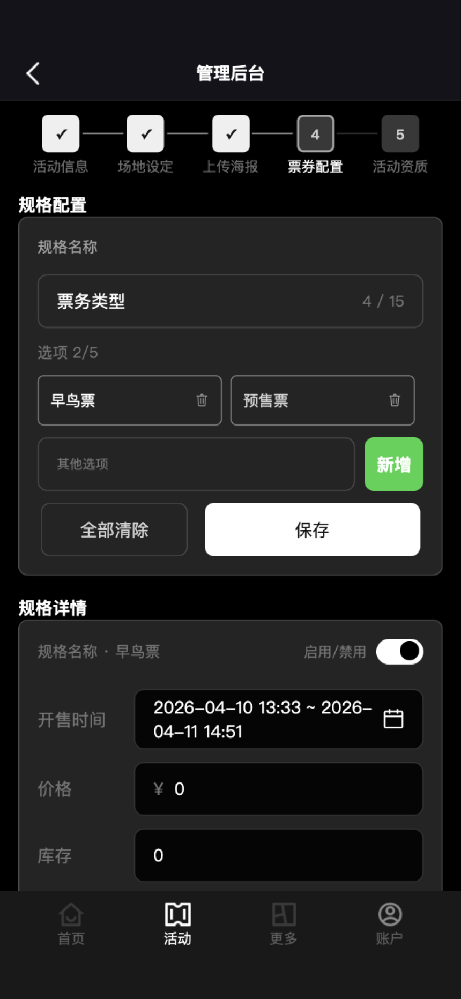 管理后台
✓ ✓ ✓ 4 5
活动信息 场地设定 上传海报 票券配置 活动资质
规格配置
规格名称
票务类型 4 / 15
选项 2/5
早鸟票 预售票
其他选项 新增
全部清除 保存
规格详情
规格名称 · 早鸟票 启用/禁用
开售时间 2026-04-10 13:33 ~ 2026-
04-11 14:51
价格 ¥ 0
库存 0
首页 活动 更多 账户